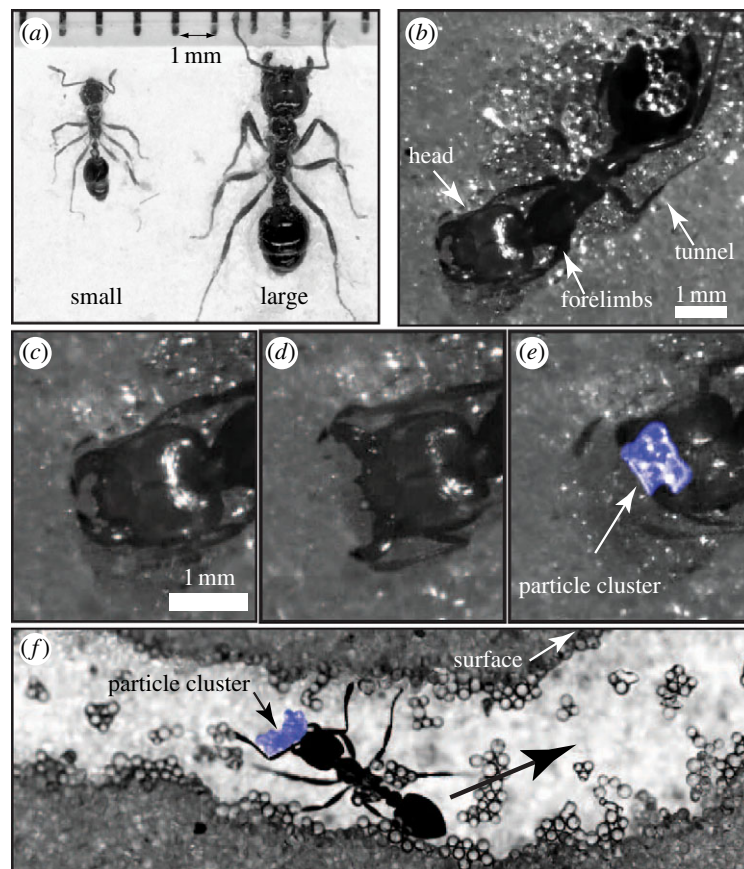 (a)
1 mm
small
large
(b)
head
tunnel
forelimbs
1 mm
(c)
1 mm
(d)
(e)
particle cluster
(f)
surface
particle cluster